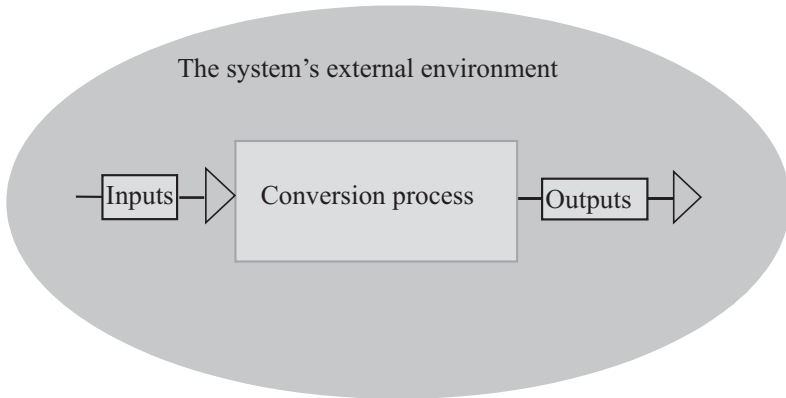 The system’s external environment
Inputs
Conversion process
Outputs